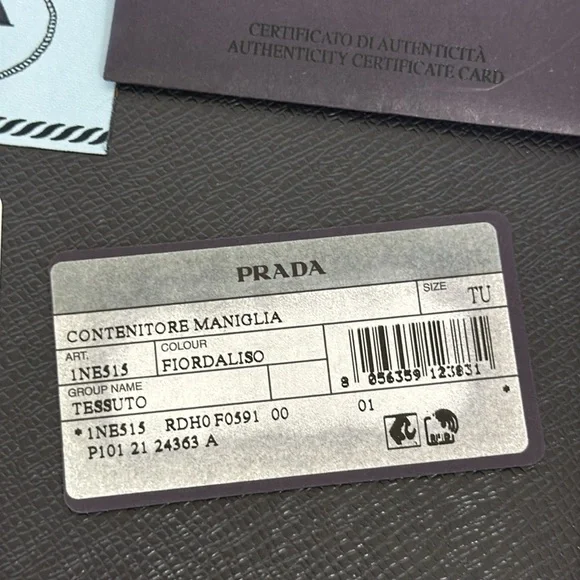 CERTIFICATO DI AUTENTICITÀ
AUTHENTICITY CERTIFICATE CARD
PRADA
CONTENITORE MANIGLIA
SIZE TU
ART. 1NE515
COLOUR FIORDALISO
GROUP NAME
TESSUTO
8 056359 123831
*1NE515 RDH0 F0591 00 01 *
P101 21 24363 A